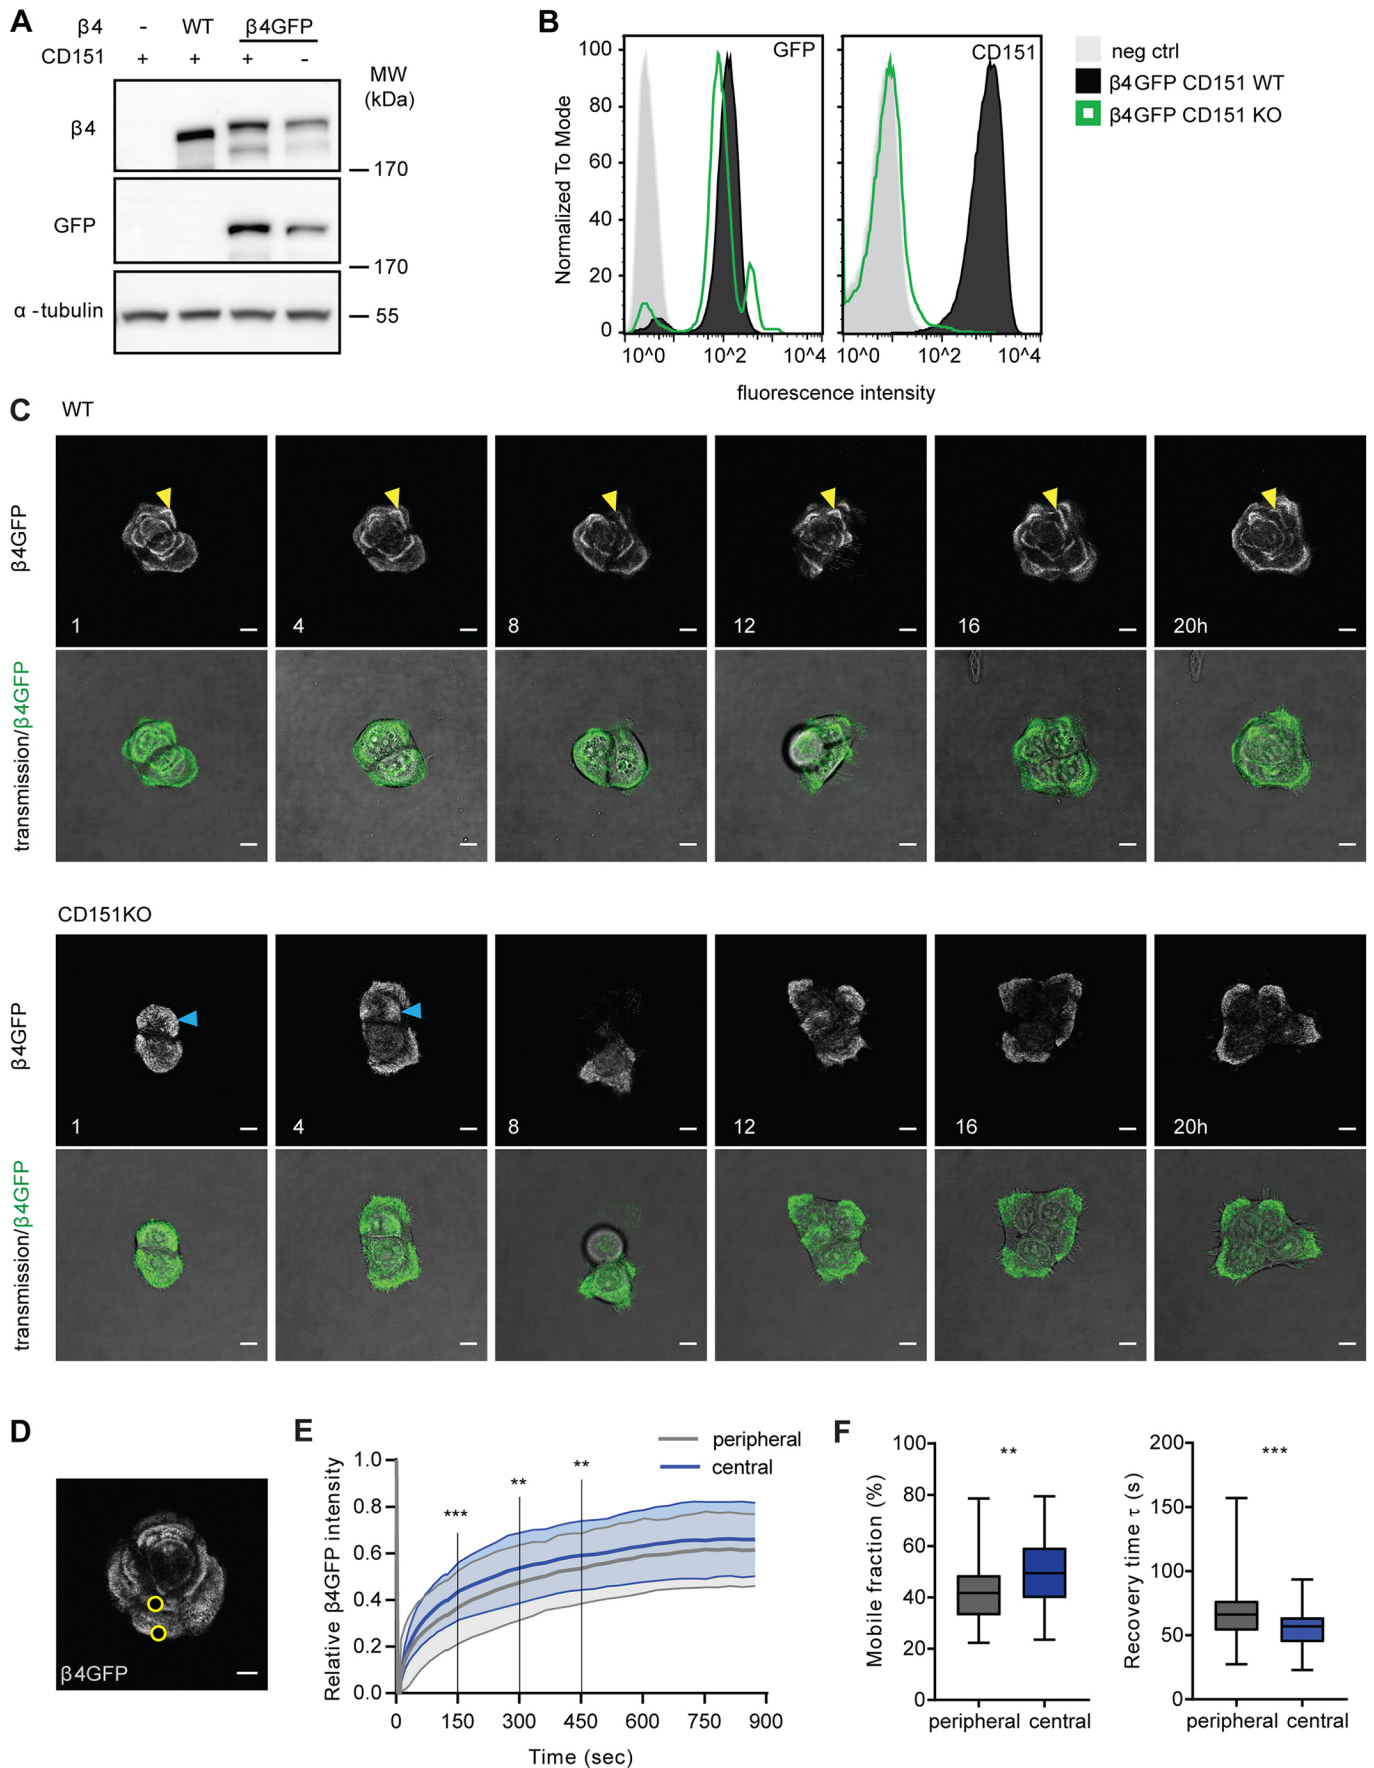 A
β4 - WT β4GFP
CD151 + + + -
MW
(kDa)
β4
170
GFP
170
α -tubulin
55
B
Normalized To Mode
100
80
60
40
20
0
GFP
CD151
10^0 10^2 10^4
10^0 10^2 10^4
fluorescence intensity
neg ctrl
β4GFP CD151 WT
β4GFP CD151 KO
C
WT
β4GFP
1 4 8 12 16 20h
transmission/β4GFP
CD151KO
β4GFP
1 4 8 12 16 20h
transmission/β4GFP
D
β4GFP
E
peripheral
central
Relative β4GFP intensity
1.0
0.8
0.6
0.4
0.2
0.0
*** ** **
0 150 300 450 600 750 900
Time (sec)
F
Mobile fraction (%)
100
80
60
40
20
0
**
peripheral central
Recovery time τ (s)
200
150
100
50
0
***
peripheral central